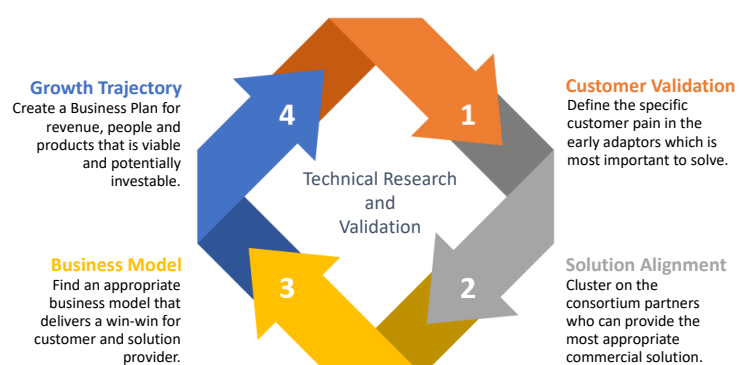 Growth Trajectory
Create a Business Plan for
revenue, people and
products that is viable
and potentially
investable.
4
1
Customer Validation
Define the specific
customer pain in the
early adaptors which is
most important to solve.
Technical Research
and
Validation
Business Model
Find an appropriate
business model that
delivers a win-win for
customer and solution
provider.
3
2
Solution Alignment
Cluster on the
consortium partners
who can provide the
most appropriate
commercial solution.